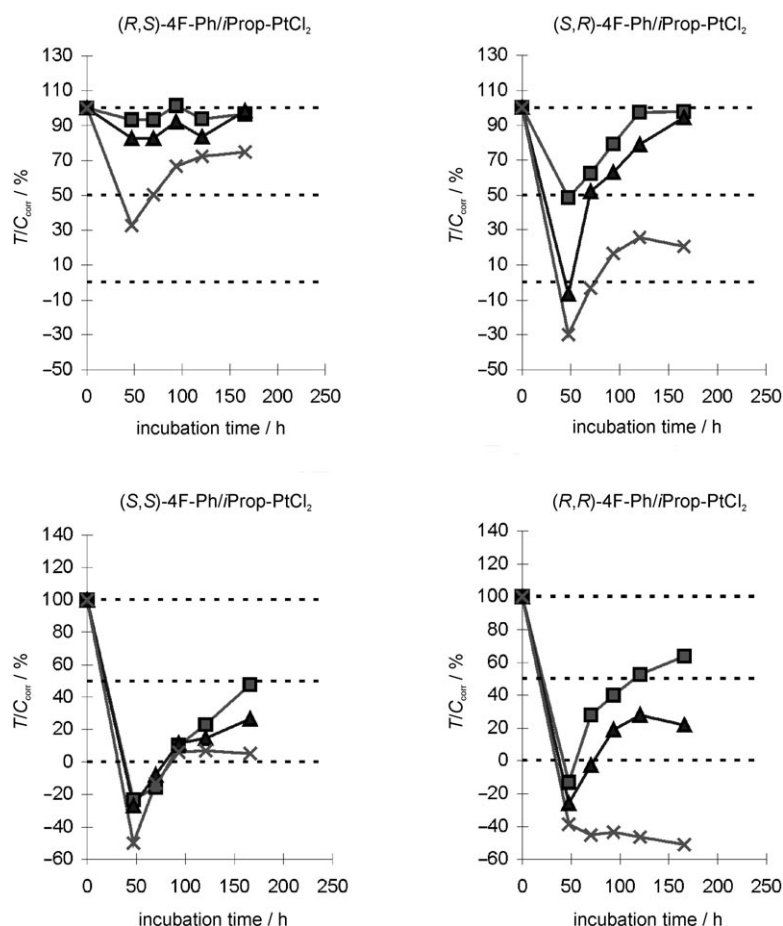 (R,S)-4F-Ph/iProp-PtCl₂
130
110
90
70
50
30
10
−10
−30
−50
T/C_corr / %
0 50 100 150 200 250
incubation time / h
(S,R)-4F-Ph/iProp-PtCl₂
130
110
90
70
50
30
10
−10
−30
−50
T/C_corr / %
0 50 100 150 200 250
incubation time / h
(S,S)-4F-Ph/iProp-PtCl₂
140
120
100
80
60
40
20
0
−20
−40
−60
T/C_corr / %
0 50 100 150 200 250
incubation time / h
(R,R)-4F-Ph/iProp-PtCl₂
140
120
100
80
60
40
20
0
−20
−40
−60
T/C_corr / %
0 50 100 150 200 250
incubation time / h